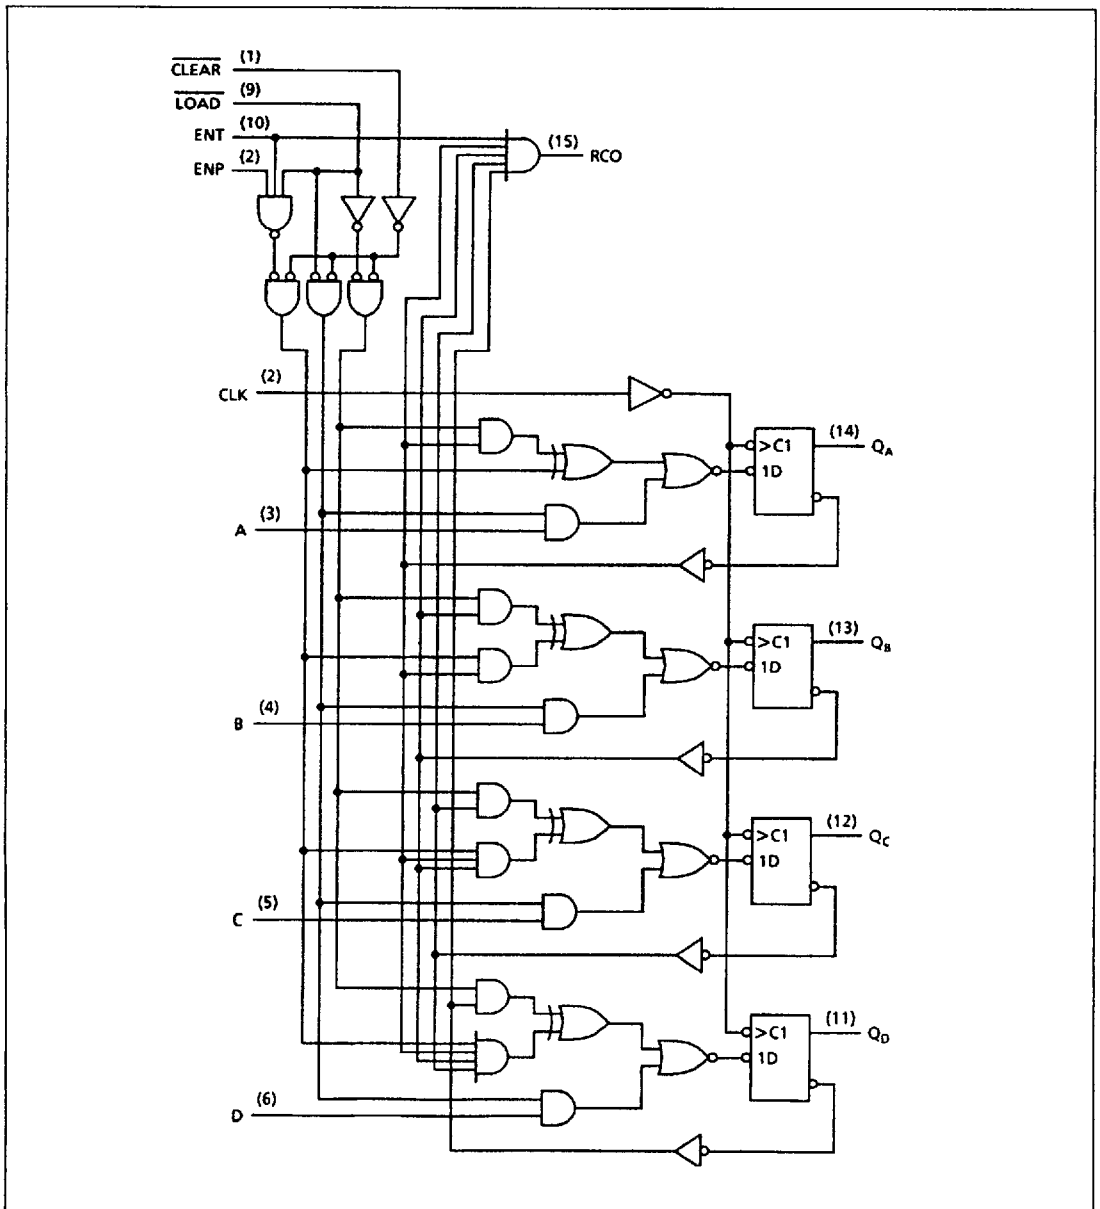 CLEAR (1)
LOAD (9)
ENT (10)
ENP (2)
(15) RCO
CLK (2)
>C1 (14) QA
1D
A (3)
>C1 (13) QB
1D
B (4)
>C1 (12) QC
1D
C (5)
>C1 (11) QD
1D
D (6)